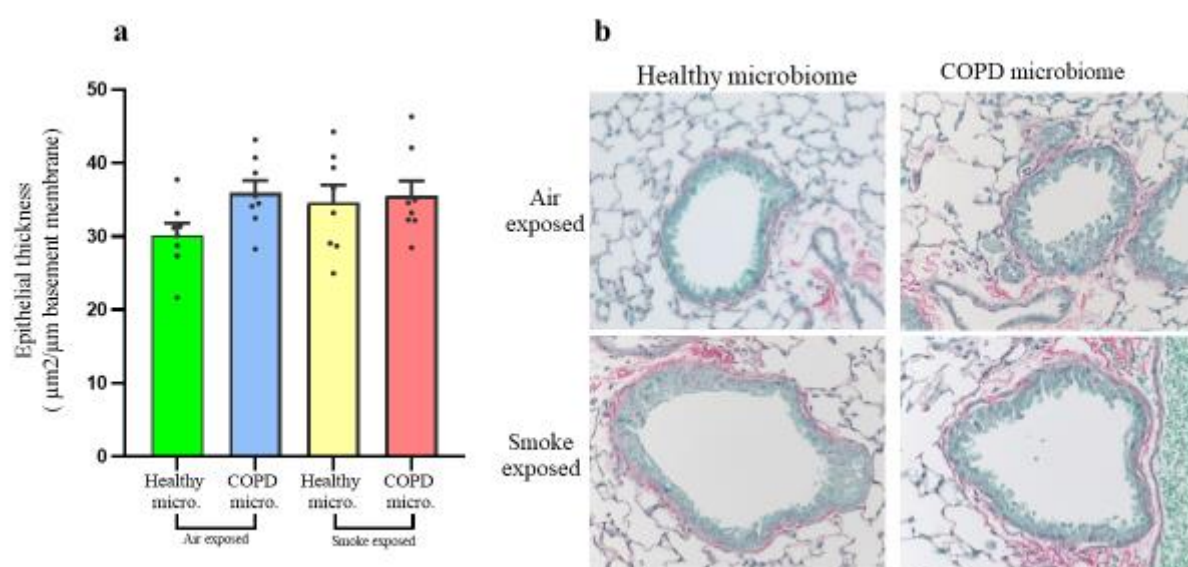 a
50
40
30
20
10
0
Epithelial thickness
( µm2/µm basement membrane)
Healthy
micro.
COPD
micro.
Healthy
micro.
COPD
micro.
Air exposed
Smoke exposed
b
Healthy microbiome
COPD microbiome
Air
exposed
Smoke
exposed